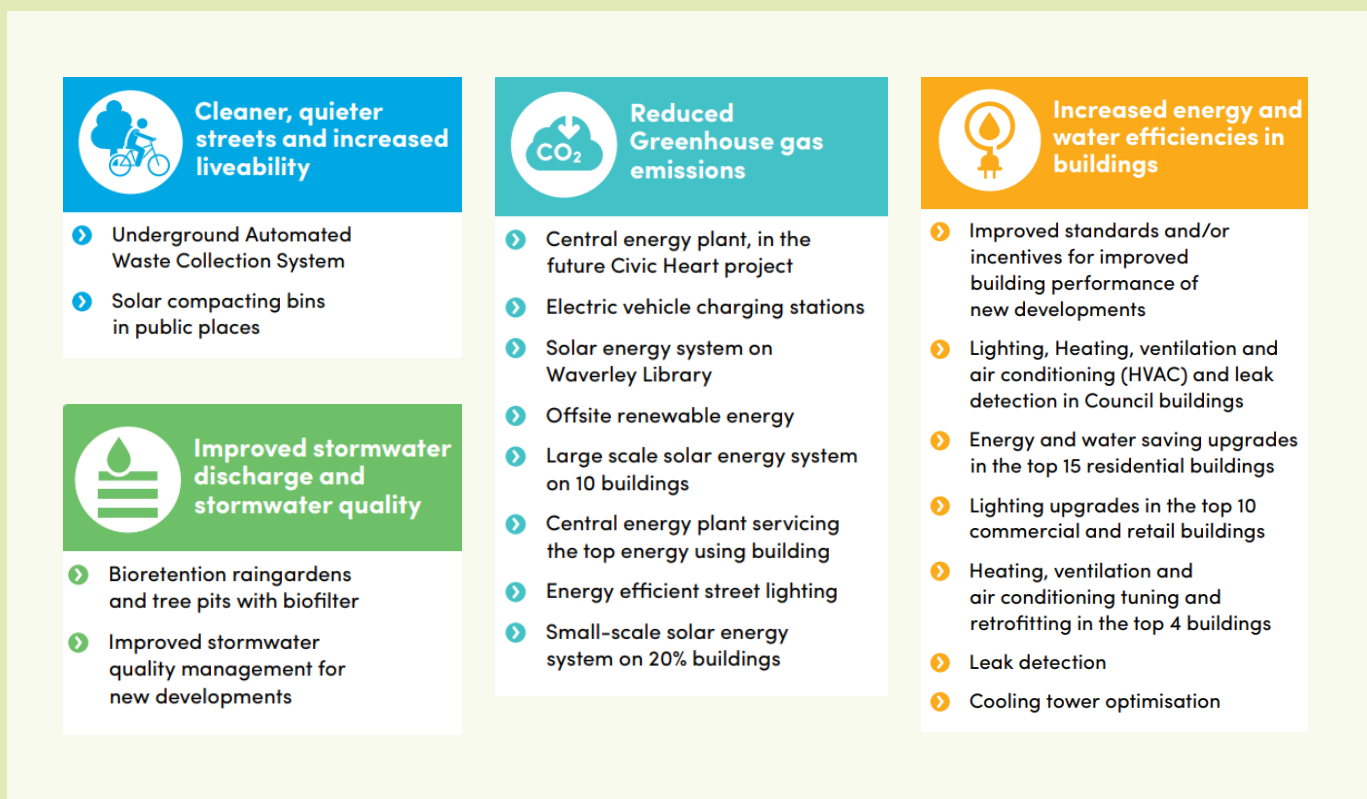 Cleaner, quieter
streets and increased
liveability
Underground Automated
Waste Collection System
Solar compacting bins
in public places
Improved stormwater
discharge and
stormwater quality
Bioretention raingardens
and tree pits with biofilter
Improved stormwater
quality management for
new developments
CO₂
Reduced
Greenhouse gas
emissions
Central energy plant, in the
future Civic Heart project
Electric vehicle charging stations
Solar energy system on
Waverley Library
Offsite renewable energy
Large scale solar energy system
on 10 buildings
Central energy plant servicing
the top energy using building
Energy efficient street lighting
Small-scale solar energy
system on 20% buildings
Increased energy and
water efficiencies in
buildings
Improved standards and/or
incentives for improved
building performance of
new developments
Lighting, Heating, ventilation and
air conditioning (HVAC) and leak
detection in Council buildings
Energy and water saving upgrades
in the top 15 residential buildings
Lighting upgrades in the top 10
commercial and retail buildings
Heating, ventilation and
air conditioning tuning and
retrofitting in the top 4 buildings
Leak detection
Cooling tower optimisation